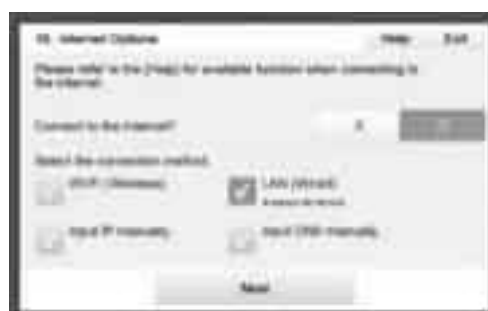 10. Internet Options Help Exit
Please refer to the [Help] for available function when connecting to
the internet.
Connect to the Internet?
Select the connection method.
Wi-Fi (Wireless)
LAN (Wired)
Input IP manually
Input DNS manually
Next